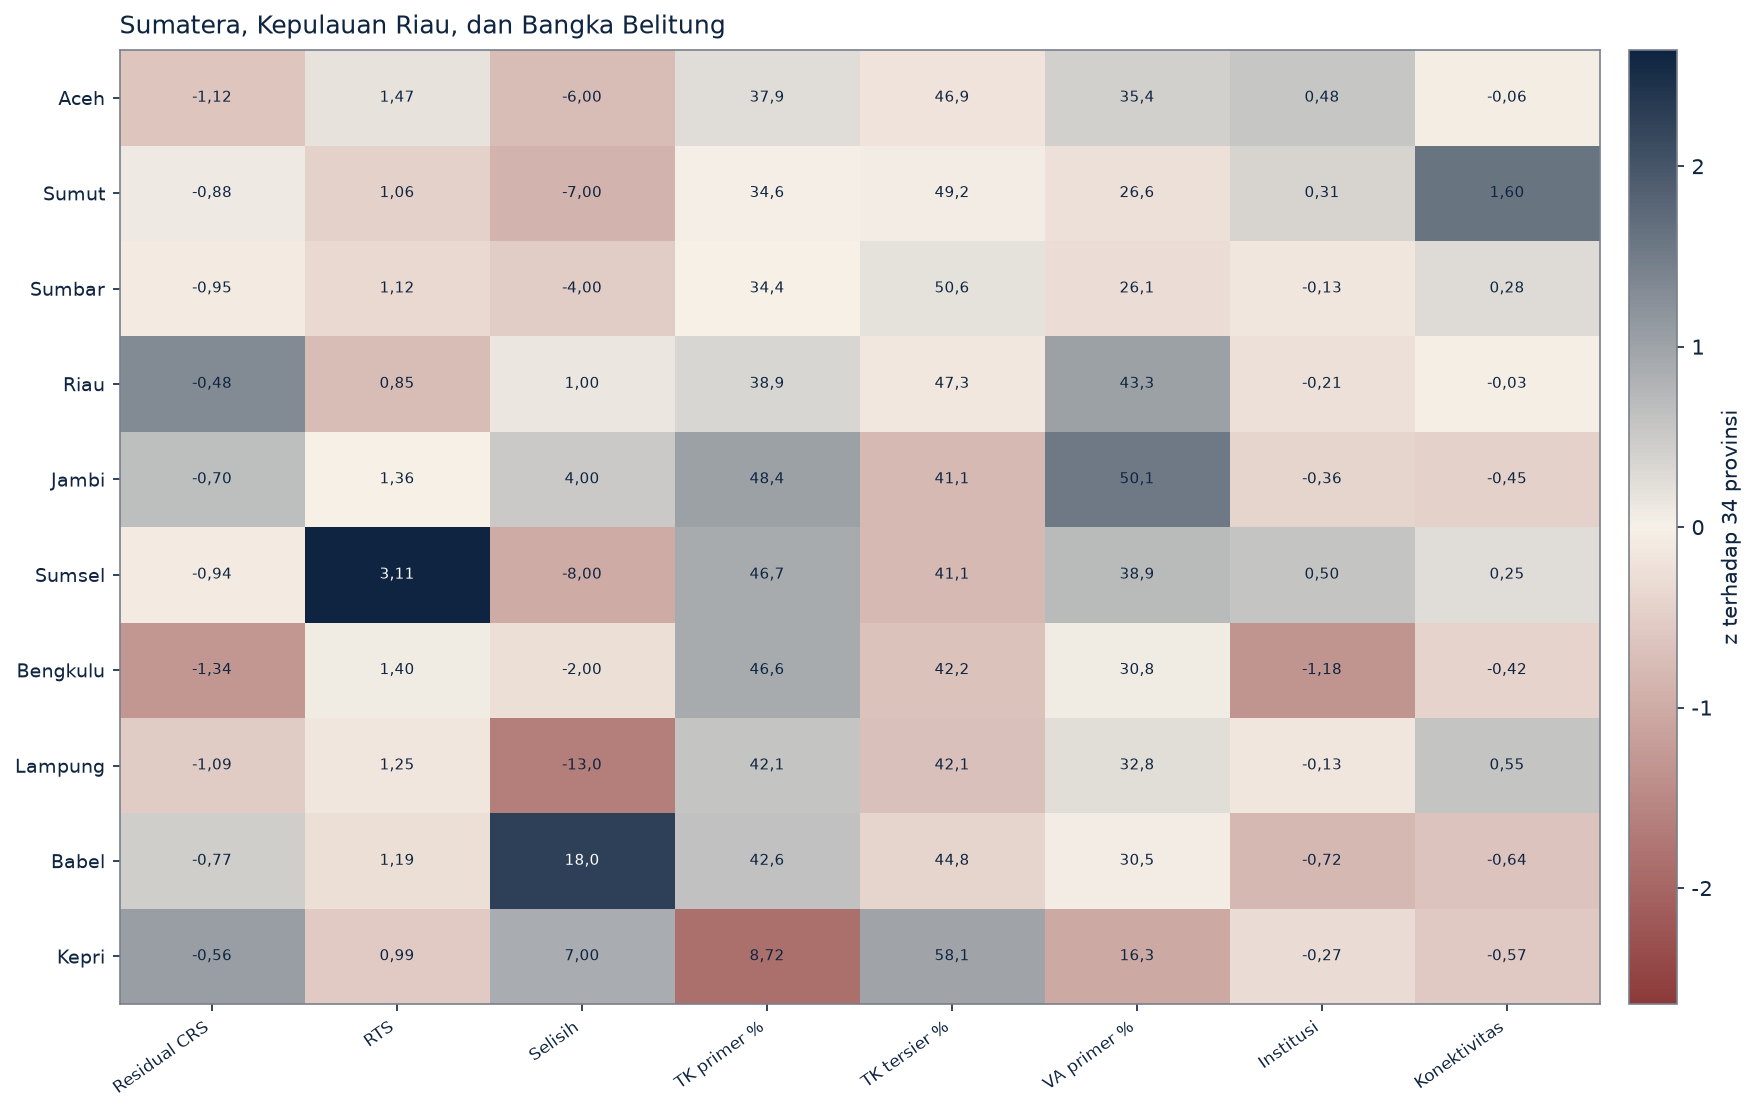 Sumatera, Kepulauan Riau, dan Bangka Belitung
Aceh -1,12 1,47 -6,00 37,9 46,9 35,4 0,48 -0,06
Sumut -0,88 1,06 -7,00 34,6 49,2 26,6 0,31 1,60
Sumbar -0,95 1,12 -4,00 34,4 50,6 26,1 -0,13 0,28
Riau -0,48 0,85 1,00 38,9 47,3 43,3 -0,21 -0,03
Jambi -0,70 1,36 4,00 48,4 41,1 50,1 -0,36 -0,45
Sumsel -0,94 3,11 -8,00 46,7 41,1 38,9 0,50 0,25
Bengkulu -1,34 1,40 -2,00 46,6 42,2 30,8 -1,18 -0,42
Lampung -1,09 1,25 -13,0 42,1 42,1 32,8 -0,13 0,55
Babel -0,77 1,19 18,0 42,6 44,8 30,5 -0,72 -0,64
Kepri -0,56 0,99 7,00 8,72 58,1 16,3 -0,27 -0,57
Residual CRS RTS Selisih TK primer % TK tersier % VA primer % Institusi Konektivitas
2
1
0
-1
-2
z terhadap 34 provinsi